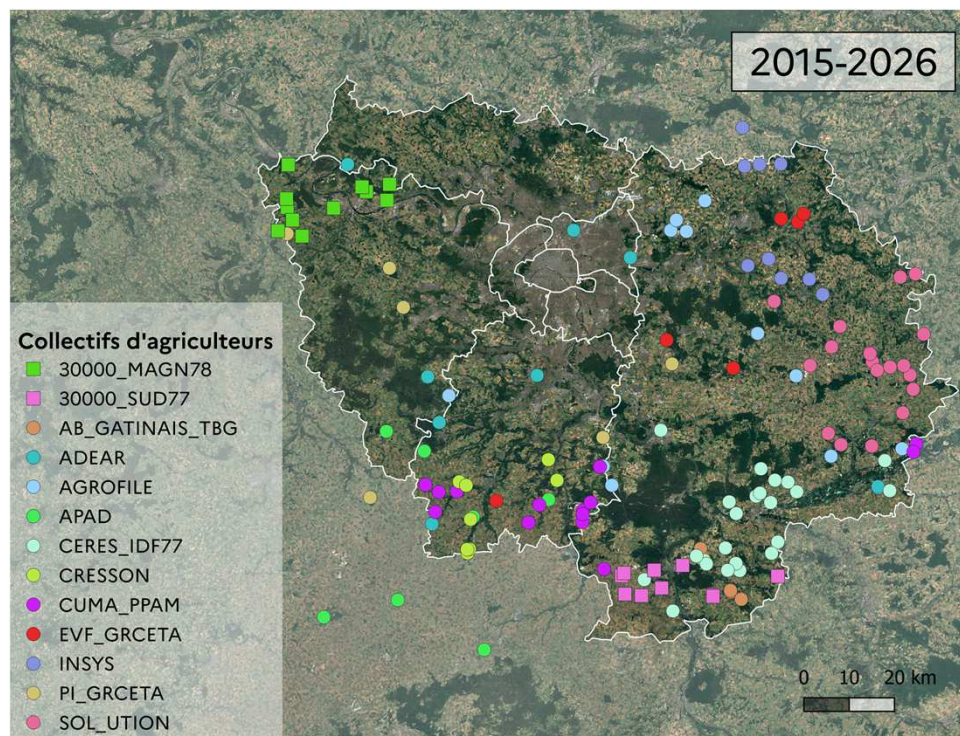 2015-2026
Collectifs d'agriculteurs
30000_MAGN78
30000_SUD77
AB_GATINAIS_TBG
ADEAR
AGROFILE
APAD
CERES_IDF77
CRESSON
CUMA_PPAM
EVF_GRCETA
INSYS
PI_GRCETA
SOL_UTION
0 10 20 km